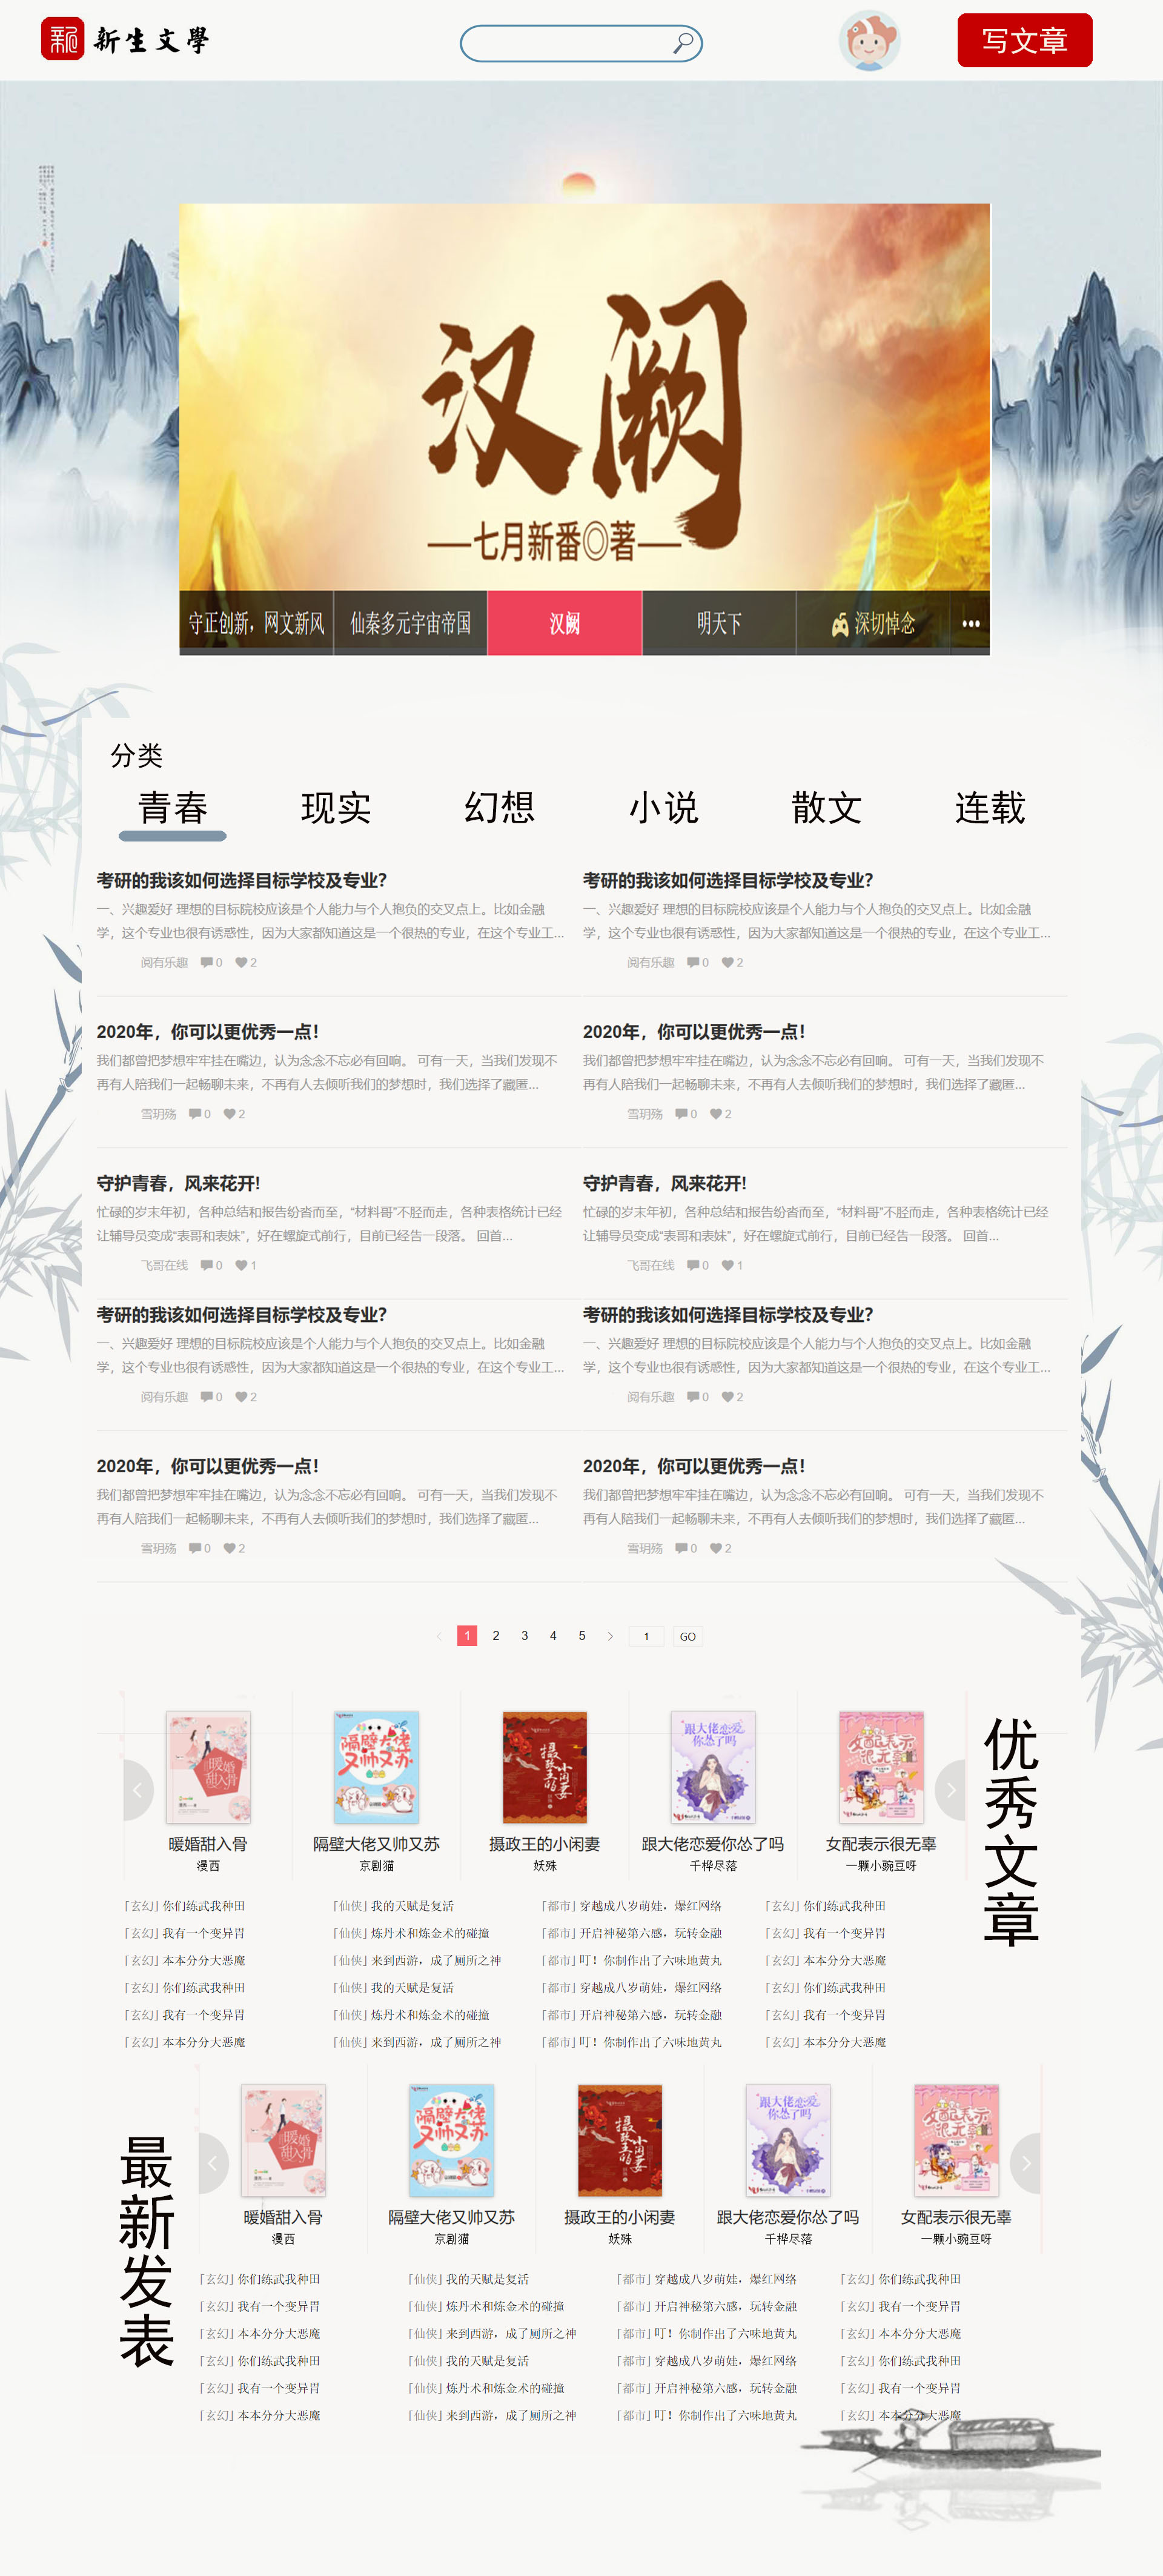 新生文學
写文章
汉阙
—七月新番◎著—
守正创新，网文新风 仙秦多元宇宙帝国 汉阙 明天下 深切悼念 •••
分类
青春 现实 幻想 小说 散文 连载
考研的我该如何选择目标学校及专业？
一、兴趣爱好 理想的目标院校应该是个人能力与个人抱负的交叉点上。比如金融
学，这个专业也很有诱惑性，因为大家都知道这是一个很热的专业，在这个专业工...
阅有乐趣 0 2
考研的我该如何选择目标学校及专业？
一、兴趣爱好 理想的目标院校应该是个人能力与个人抱负的交叉点上。比如金融
学，这个专业也很有诱惑性，因为大家都知道这是一个很热的专业，在这个专业工...
阅有乐趣 0 2
2020年，你可以更优秀一点！
我们都曾把梦想牢牢挂在嘴边，认为念念不忘必有回响。 可有一天，当我们发现不
再有人陪我们一起畅聊未来，不再有人去倾听我们的梦想时，我们选择了藏匿...
雪玥殇 0 2
2020年，你可以更优秀一点！
我们都曾把梦想牢牢挂在嘴边，认为念念不忘必有回响。 可有一天，当我们发现不
再有人陪我们一起畅聊未来，不再有人去倾听我们的梦想时，我们选择了藏匿...
雪玥殇 0 2
守护青春，风来花开！
忙碌的岁末年初，各种总结和报告纷沓而至，“材料哥”不胫而走，各种表格统计已经
让辅导员变成“表哥和表妹”，好在螺旋式前行，目前已经告一段落。 回首...
飞哥在线 0 1
守护青春，风来花开！
忙碌的岁末年初，各种总结和报告纷沓而至，“材料哥”不胫而走，各种表格统计已经
让辅导员变成“表哥和表妹”，好在螺旋式前行，目前已经告一段落。 回首...
飞哥在线 0 1
考研的我该如何选择目标学校及专业？
一、兴趣爱好 理想的目标院校应该是个人能力与个人抱负的交叉点上。比如金融
学，这个专业也很有诱惑性，因为大家都知道这是一个很热的专业，在这个专业工...
阅有乐趣 0 2
考研的我该如何选择目标学校及专业？
一、兴趣爱好 理想的目标院校应该是个人能力与个人抱负的交叉点上。比如金融
学，这个专业也很有诱惑性，因为大家都知道这是一个很热的专业，在这个专业工...
阅有乐趣 0 2
2020年，你可以更优秀一点！
我们都曾把梦想牢牢挂在嘴边，认为念念不忘必有回响。 可有一天，当我们发现不
再有人陪我们一起畅聊未来，不再有人去倾听我们的梦想时，我们选择了藏匿...
雪玥殇 0 2
2020年，你可以更优秀一点！
我们都曾把梦想牢牢挂在嘴边，认为念念不忘必有回响。 可有一天，当我们发现不
再有人陪我们一起畅聊未来，不再有人去倾听我们的梦想时，我们选择了藏匿...
雪玥殇 0 2
< 1 2 3 4 5 > 1 GO
优秀文章
暖婚甜入骨 隔壁大佬又帅又苏 摄政王的小闲妻 跟大佬恋爱你怂了吗 女配表示很无辜
暖婚甜入骨 隔壁大佬又帅又苏 摄政王的小闲妻 跟大佬恋爱你怂了吗 女配表示很无辜
漫西 京剧猫 妖殊 千桦尽落 一颗小豌豆呀
「玄幻」你们练武我种田 「仙侠」我的天赋是复活 「都市」穿越成八岁萌娃，爆红网络 「玄幻」你们练武我种田
「玄幻」我有一个变异胃 「仙侠」炼丹术和炼金术的碰撞 「都市」开启神秘第六感，玩转金融 「玄幻」我有一个变异胃
「玄幻」本本分分大恶魔 「仙侠」来到西游，成了厕所之神 「都市」叮！你制作出了六味地黄丸 「玄幻」本本分分大恶魔
「玄幻」你们练武我种田 「仙侠」我的天赋是复活 「都市」穿越成八岁萌娃，爆红网络 「玄幻」你们练武我种田
「玄幻」我有一个变异胃 「仙侠」炼丹术和炼金术的碰撞 「都市」开启神秘第六感，玩转金融 「玄幻」我有一个变异胃
「玄幻」本本分分大恶魔 「仙侠」来到西游，成了厕所之神 「都市」叮！你制作出了六味地黄丸 「玄幻」本本分分大恶魔
最新发表
暖婚甜入骨 隔壁大佬又帅又苏 摄政王的小闲妻 跟大佬恋爱你怂了吗 女配表示很无辜
暖婚甜入骨 隔壁大佬又帅又苏 摄政王的小闲妻 跟大佬恋爱你怂了吗 女配表示很无辜
漫西 京剧猫 妖殊 千桦尽落 一颗小豌豆呀
「玄幻」你们练武我种田 「仙侠」我的天赋是复活 「都市」穿越成八岁萌娃，爆红网络 「玄幻」你们练武我种田
「玄幻」我有一个变异胃 「仙侠」炼丹术和炼金术的碰撞 「都市」开启神秘第六感，玩转金融 「玄幻」我有一个变异胃
「玄幻」本本分分大恶魔 「仙侠」来到西游，成了厕所之神 「都市」叮！你制作出了六味地黄丸 「玄幻」本本分分大恶魔
「玄幻」你们练武我种田 「仙侠」我的天赋是复活 「都市」穿越成八岁萌娃，爆红网络 「玄幻」你们练武我种田
「玄幻」我有一个变异胃 「仙侠」炼丹术和炼金术的碰撞 「都市」开启神秘第六感，玩转金融 「玄幻」我有一个变异胃
「玄幻」本本分分大恶魔 「仙侠」来到西游，成了厕所之神 「都市」叮！你制作出了六味地黄丸 「玄幻」本本分分大恶魔